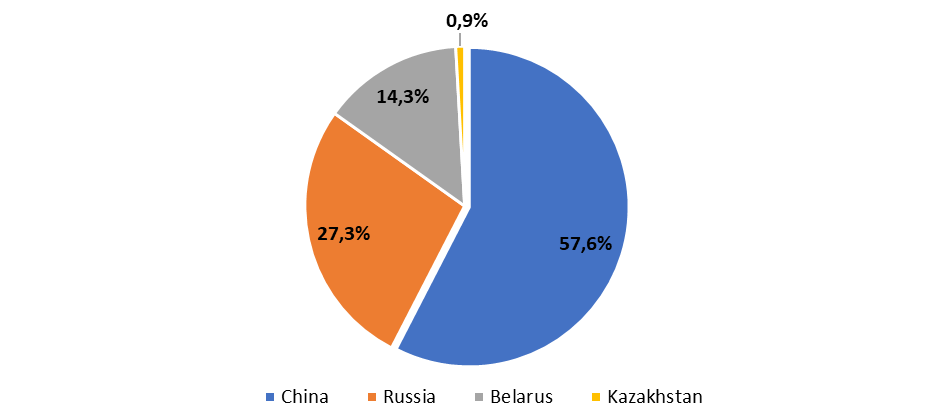 0,9%
14,3%
27,3%
57,6%
China Russia Belarus Kazakhstan